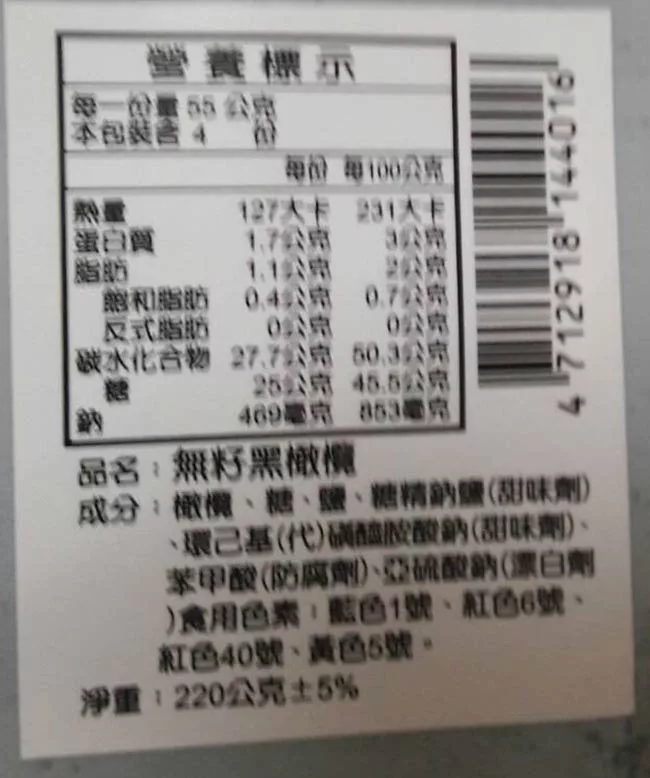 營養標示
每一份量 55 公克
本包裝含 4 份
每份 每100公克
熱量 127大卡 231大卡
蛋白質 1.7公克 3公克
脂肪 1.1公克 2公克
飽和脂肪 0.4公克 0.7公克
反式脂肪 0公克 0公克
碳水化合物 27.7公克 50.3公克
糖 25公克 45.5公克
鈉 469毫克 853毫克
4 712918 144016
品名：無籽黑橄欖
成分：橄欖、糖、鹽、糖精鈉鹽(甜味劑)
、環己基(代)磺醯胺酸鈉(甜味劑)、
苯甲酸(防腐劑)、亞硫酸鈉(漂白劑
)食用色素：藍色1號、紅色6號、
紅色40號、黃色5號。
淨重：220公克±5%